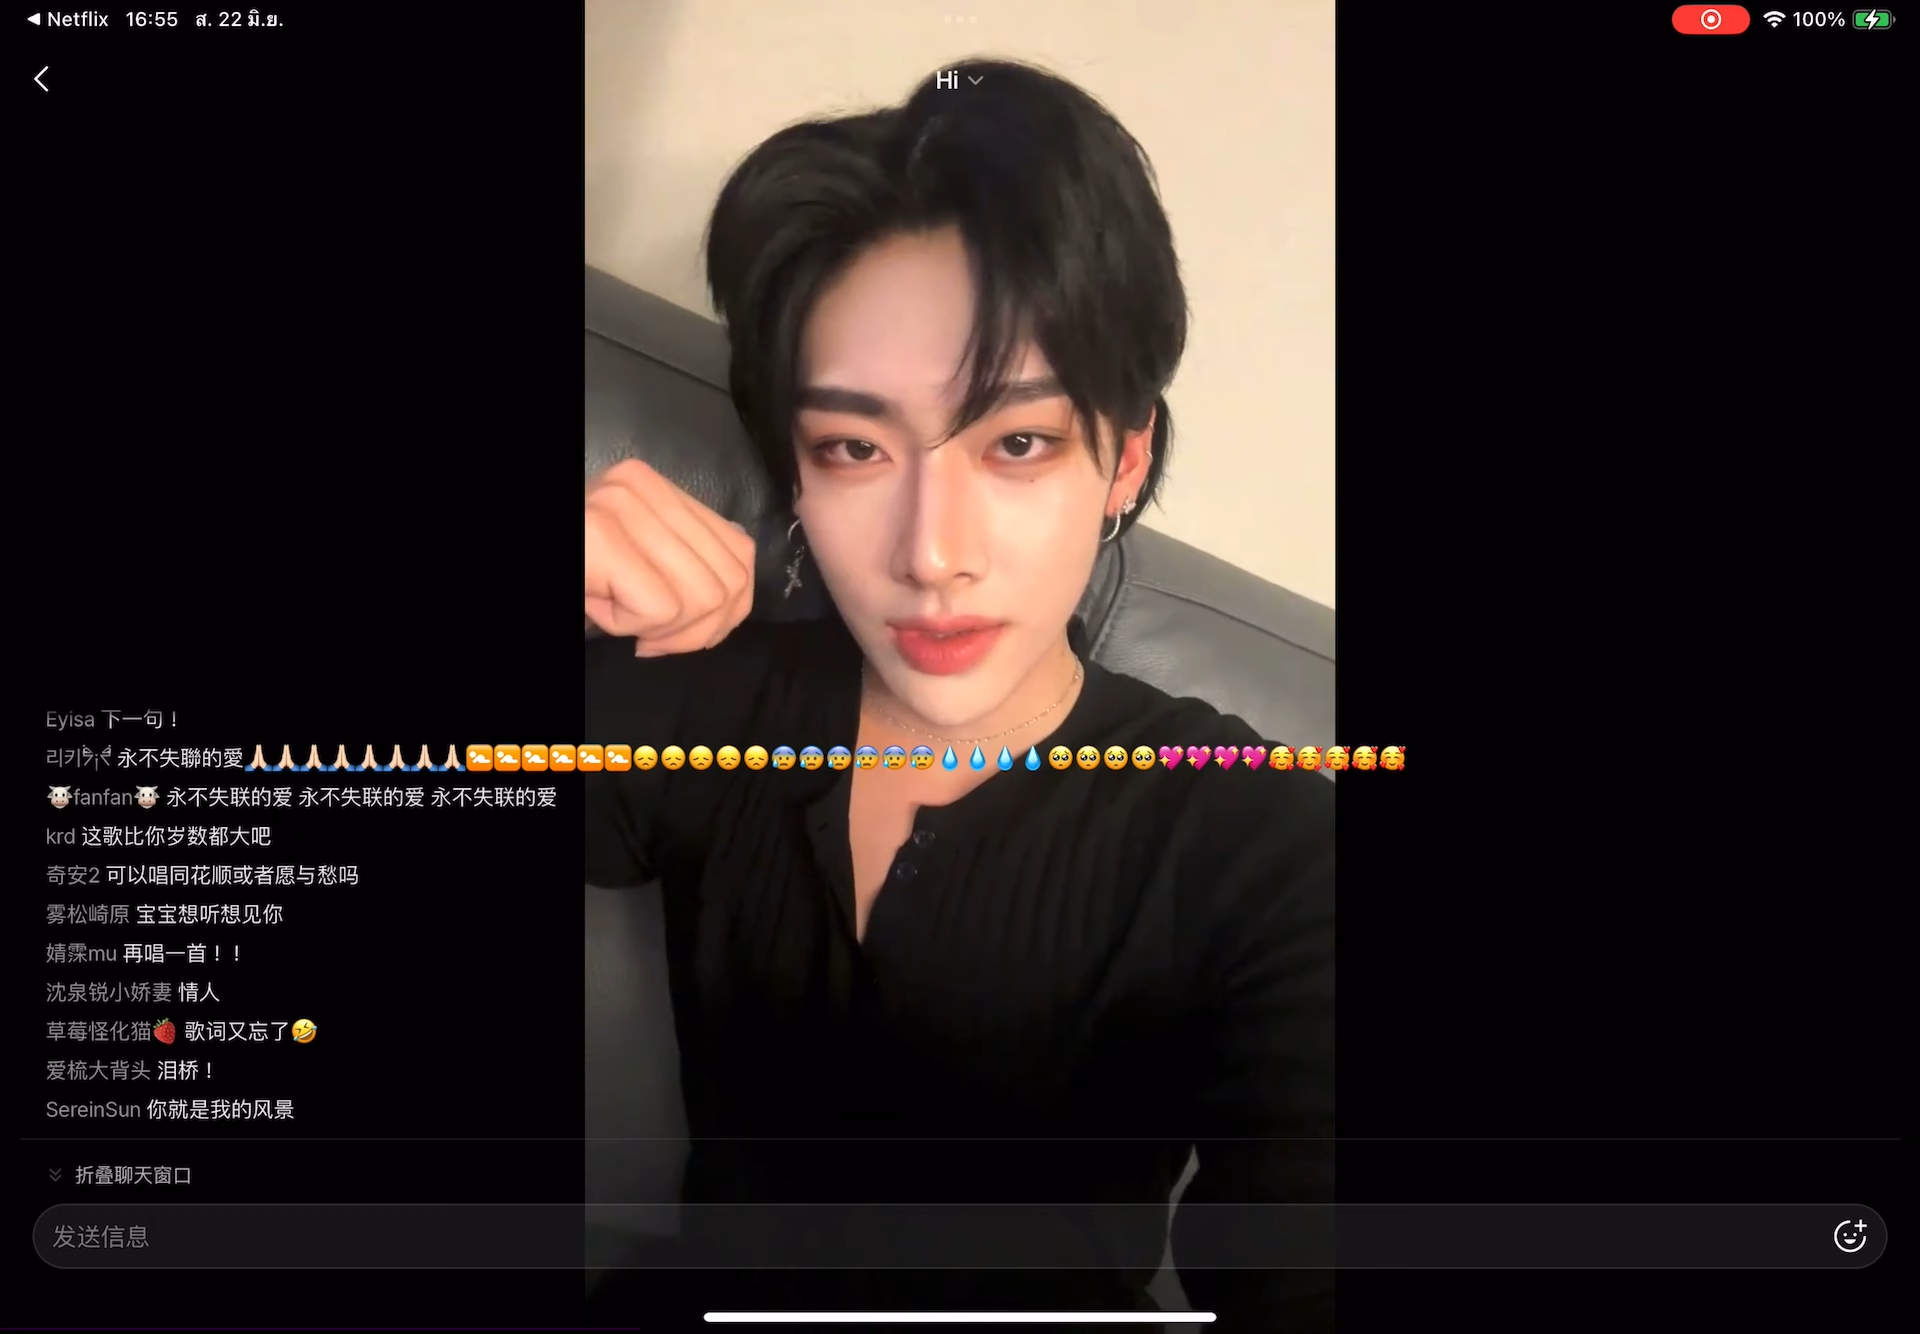 ◀ Netflix 16:55 ส. 22 มิ.ย. 100%
Hi
Eyisa 下一句！
리키 永不失聯的愛🙏🏻🙏🏻🙏🏻🙏🏻🙏🏻🙏🏻🙏🏻🙏🏻😞😞😞😞😞😰😰😰😰😰😰💧💧💧💧🥺🥺🥺🥺💖💖💖💖🥰🥰🥰🥰🥰
🐮fanfan🐮 永不失联的爱 永不失联的爱 永不失联的爱
krd 这歌比你岁数都大吧
奇安2 可以唱同花顺或者愿与愁吗
雾松崎原 宝宝想听想见你
婧霂mu 再唱一首！！
沈泉锐小娇妻 情人
草莓怪化猫🍓 歌词又忘了🤣
爱梳大背头 泪桥！
SereinSun 你就是我的风景
折叠聊天窗口
发送信息